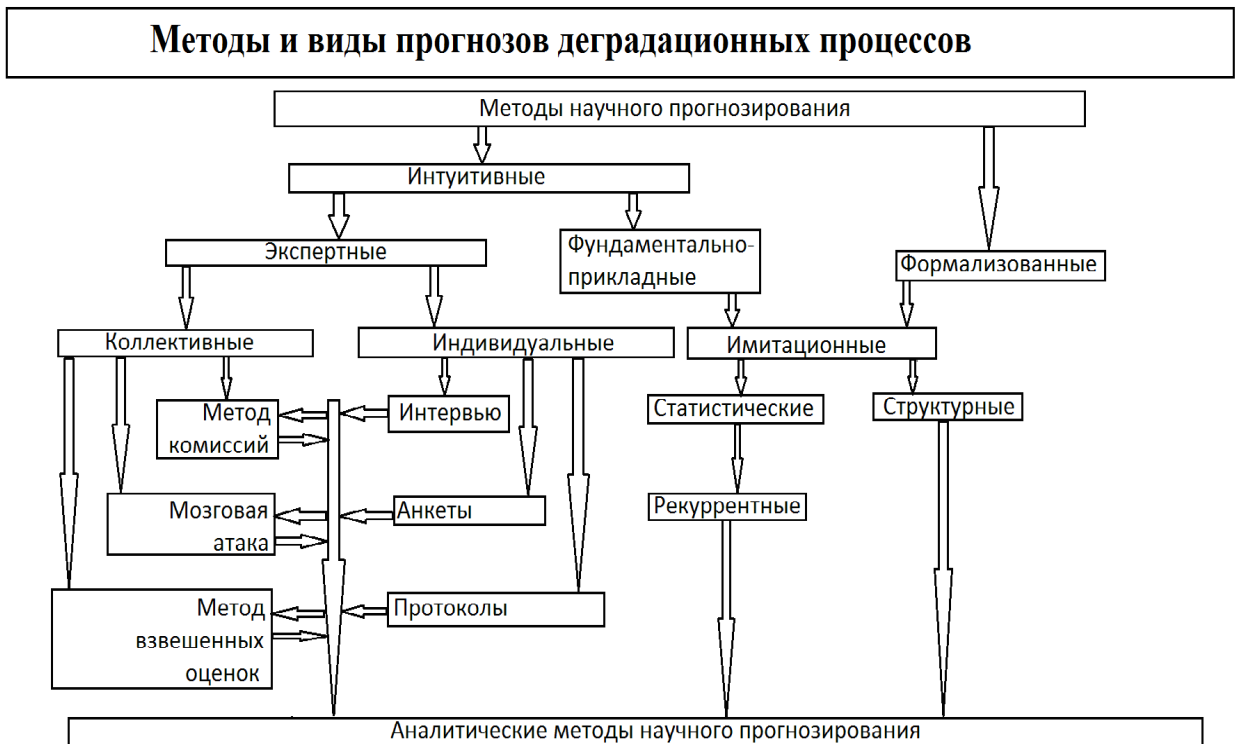 Методы и виды прогнозов деградационных процессов
Методы научного прогнозирования
Интуитивные
Экспертные
Фундаментально-
прикладные
Формализованные
Коллективные
Индивидуальные
Имитационные
Метод
комиссий
Интервью
Статистические
Структурные
Мозговая
атака
Анкеты
Рекуррентные
Метод
взвешенных
оценок
Протоколы
Аналитические методы научного прогнозирования